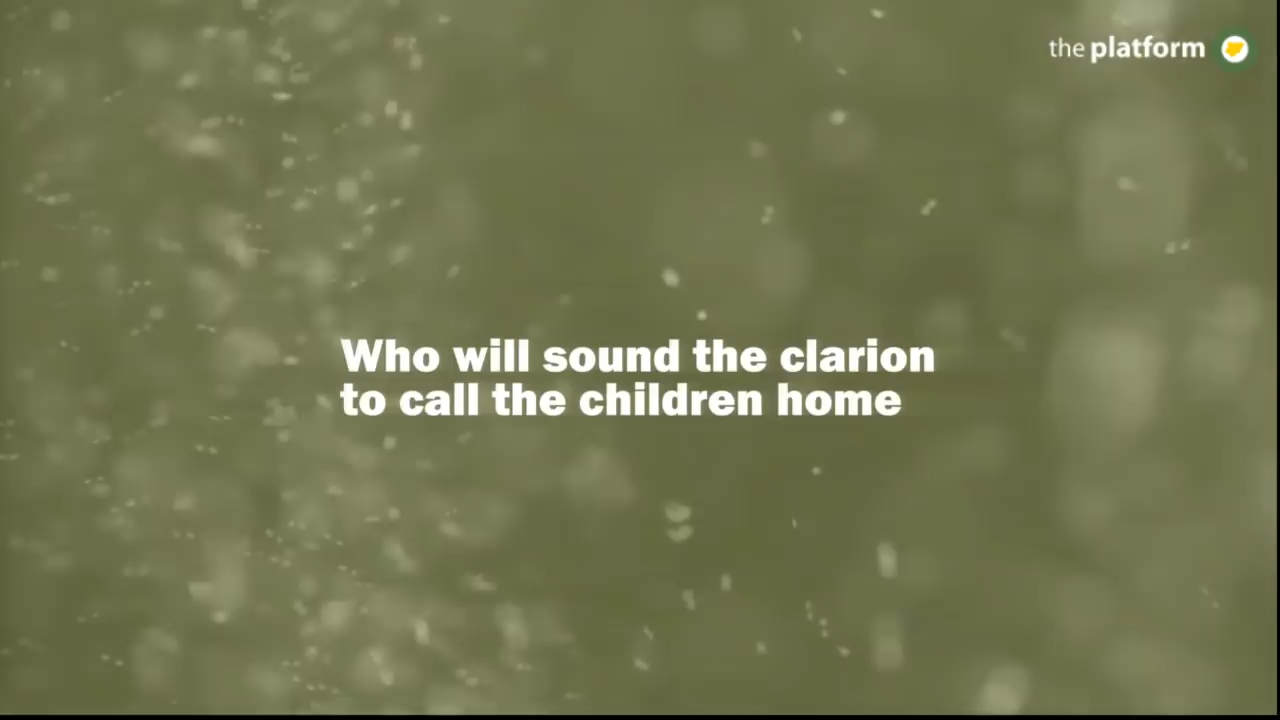 the platform
Who will sound the clarion
to call the children home